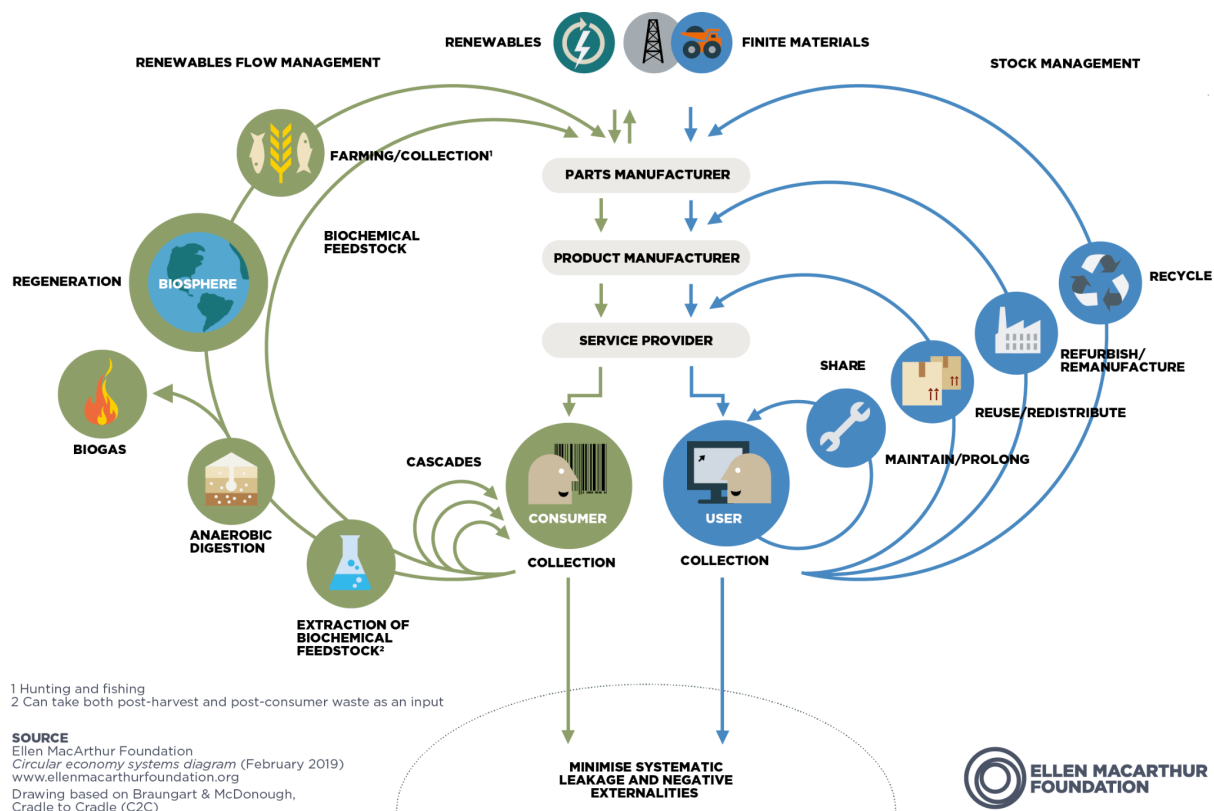 RENEWABLES
FINITE MATERIALS
RENEWABLES FLOW MANAGEMENT
STOCK MANAGEMENT
FARMING/COLLECTION¹
PARTS MANUFACTURER
BIOCHEMICAL
FEEDSTOCK
PRODUCT MANUFACTURER
REGENERATION
BIOSPHERE
RECYCLE
SERVICE PROVIDER
SHARE
REFURBISH/
REMANUFACTURE
REUSE/REDISTRIBUTE
BIOGAS
CASCADES
MAINTAIN/PROLONG
CONSUMER
USER
ANAEROBIC
DIGESTION
COLLECTION
COLLECTION
EXTRACTION OF
BIOCHEMICAL
FEEDSTOCK²
1 Hunting and fishing
2 Can take both post-harvest and post-consumer waste as an input
SOURCE
Ellen MacArthur Foundation
Circular economy systems diagram (February 2019)
www.ellenmacarthurfoundation.org
Drawing based on Braungart & McDonough,
Cradle to Cradle (C2C)
MINIMISE SYSTEMATIC
LEAKAGE AND NEGATIVE
EXTERNALITIES
ELLEN MACARTHUR
FOUNDATION